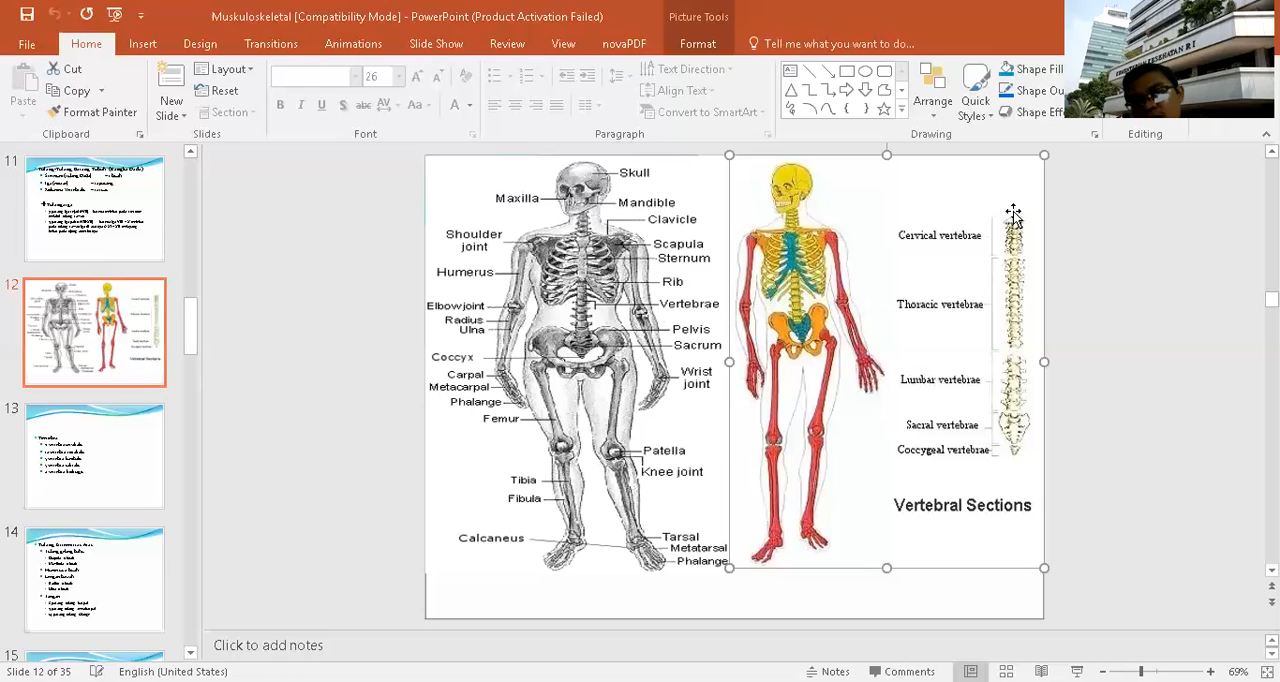 Muskuloskeletal [Compatibility Mode] - PowerPoint (Product Activation Failed)
Picture Tools
File
Home
Insert
Design
Transitions
Animations
Slide Show
Review
View
novaPDF
Format
Tell me what you want to do...
Paste
Cut
Copy
Format Painter
Clipboard
New
Slide
Layout
Reset
Section
Slides
26
Font
Text Direction
Align Text
Convert to SmartArt
Paragraph
Arrange
Quick
Styles
Shape Fill
Shape Ou
Shape Effe
Drawing
Editing
KESEHATAN RI
11
12
13
14
15
Skull
Maxilla
Mandible
Clavicle
Shoulder
joint
Scapula
Sternum
Humerus
Rib
Elbow joint
Vertebrae
Radius
Ulna
Pelvis
Sacrum
Coccyx
Carpal
Wrist
joint
Metacarpal
Phalange
Femur
Patella
Knee joint
Tibia
Fibula
Calcaneus
Tarsal
Metatarsal
Phalange
Cervical vertebrae
Thoracic vertebrae
Lumbar vertebrae
Sacral vertebrae
Coccygeal vertebrae
Vertebral Sections
Click to add notes
Slide 12 of 35
English (United States)
Notes
Comments
69%